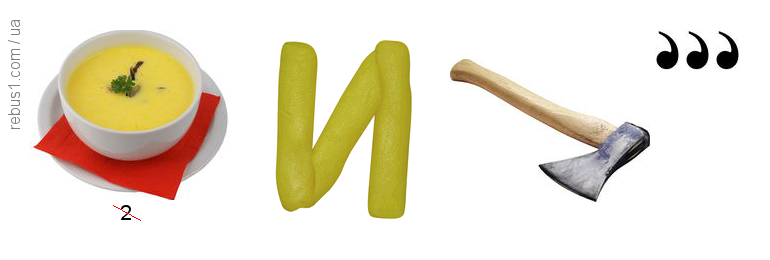 rebus1.com/ua
И
,,,
2